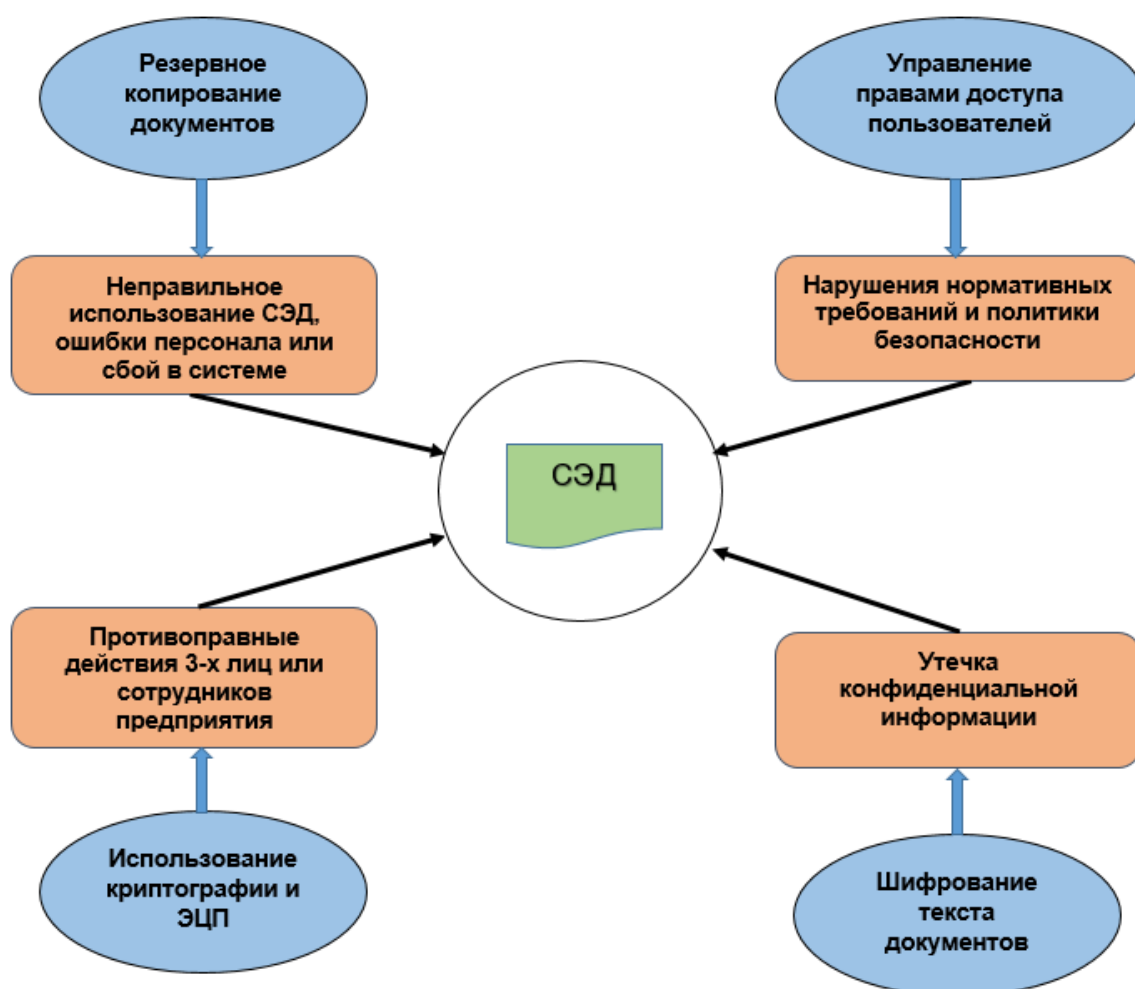 Резервное
копирование
документов
Управление
правами доступа
пользователей
Неправильное
использование СЭД,
ошибки персонала или
сбой в системе
Нарушения нормативных
требований и политики
безопасности
СЭД
Противоправные
действия 3-х лиц или
сотрудников
предприятия
Утечка
конфиденциальной
информации
Использование
криптографии и
ЭЦП
Шифрование
текста
документов